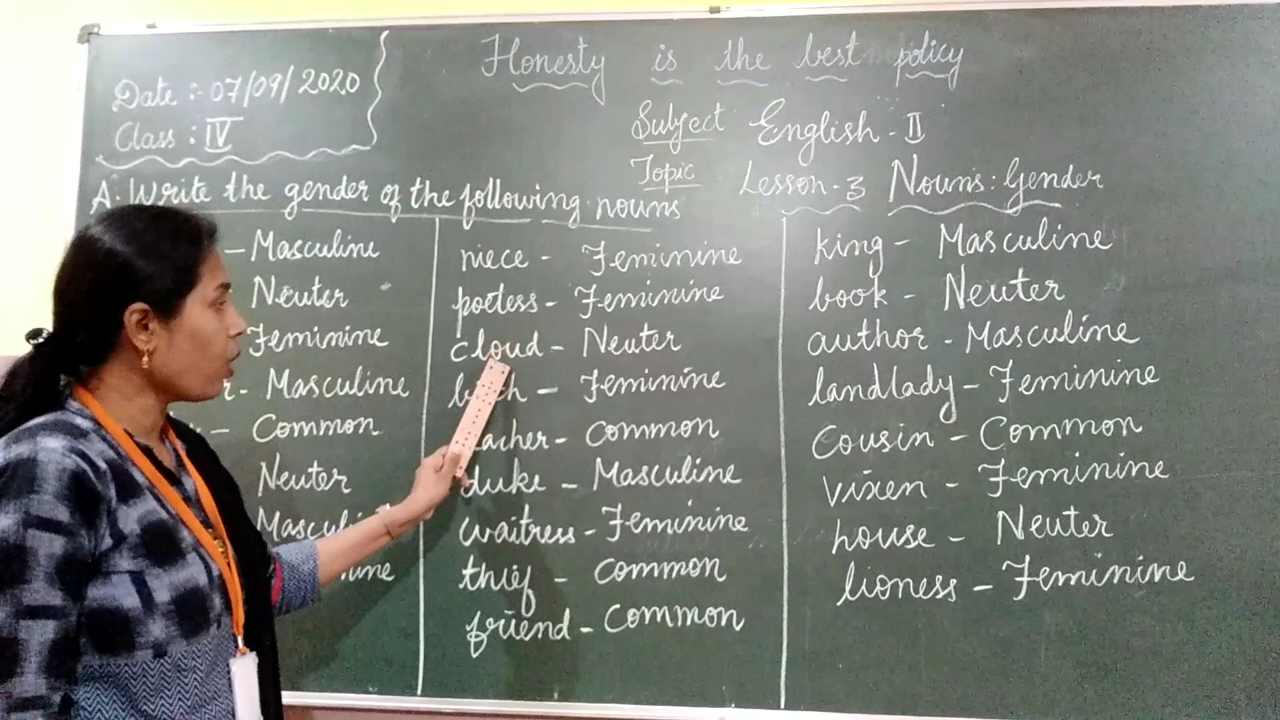 Honesty is the best policy
Date :- 07/09/2020
Class : IV
Subject English - II
Topic Lesson - 3 Nouns : Gender
A. Write the gender of the following nouns
- Masculine
Neuter
Feminine
r - Masculine
- Common
Neuter
niece - Feminine
poetess - Feminine
cloud - Neuter
- Feminine
- Common
duke - Masculine
waitress - Feminine
thief - Common
friend - Common
king - Masculine
book - Neuter
author - Masculine
landlady - Feminine
Cousin - Common
vixen - Feminine
house - Neuter
lioness - Feminine